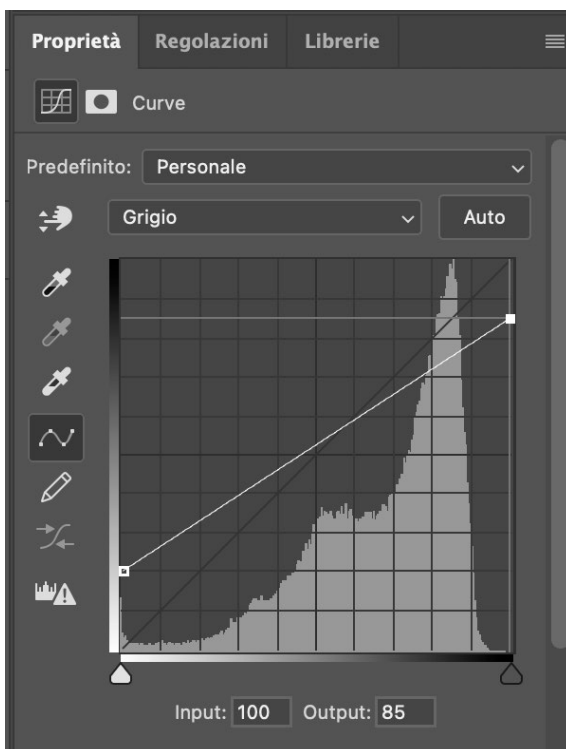 Proprietà Regolazioni Librerie
Curve
Predefinito: Personale
Grigio Auto
Input: 100 Output: 85